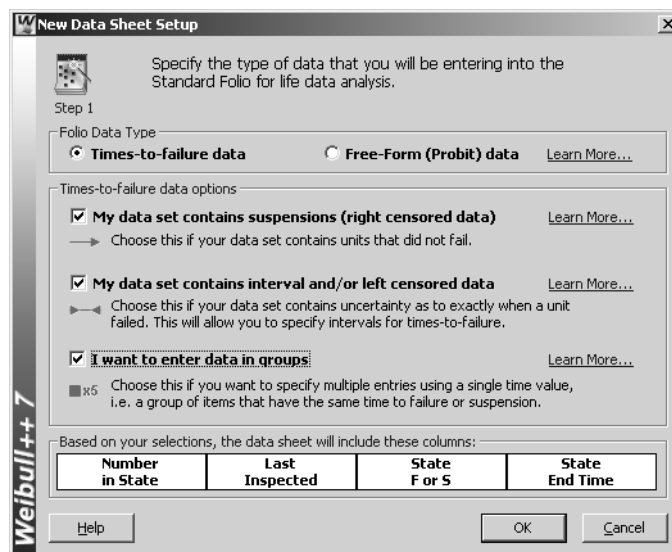 New Data Sheet Setup
Specify the type of data that you will be entering into the
Standard Folio for life data analysis.
Step 1
Folio Data Type
Times-to-failure data
Free-Form (Probit) data
Learn More...
Times-to-failure data options
My data set contains suspensions (right censored data)
Learn More...
Choose this if your data set contains units that did not fail.
My data set contains interval and/or left censored data
Learn More...
Choose this if your data set contains uncertainty as to exactly when a unit
failed. This will allow you to specify intervals for times-to-failure.
I want to enter data in groups
Learn More...
x5
Choose this if you want to specify multiple entries using a single time value,
i.e. a group of items that have the same time to failure or suspension.
Based on your selections, the data sheet will include these columns:
Number
in State
Last
Inspected
State
F or S
State
End Time
Weibull++ 7
Help
OK
Cancel